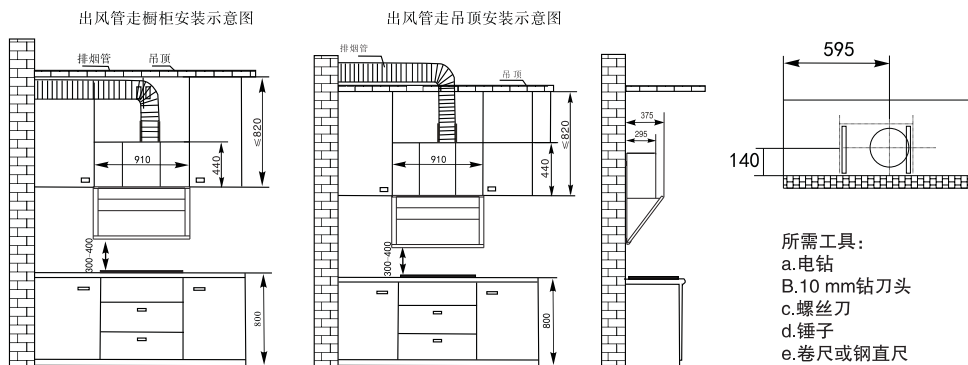 出风管走橱柜安装示意图
出风管走吊顶安装示意图
排烟管
吊顶
910
440
≤820
300-400
800
排烟管
吊顶
910
440
≤820
300-400
800
375
295
595
140
所需工具：
a.电钻
B.10 mm钻刀头
c.螺丝刀
d.锤子
e.卷尺或钢直尺